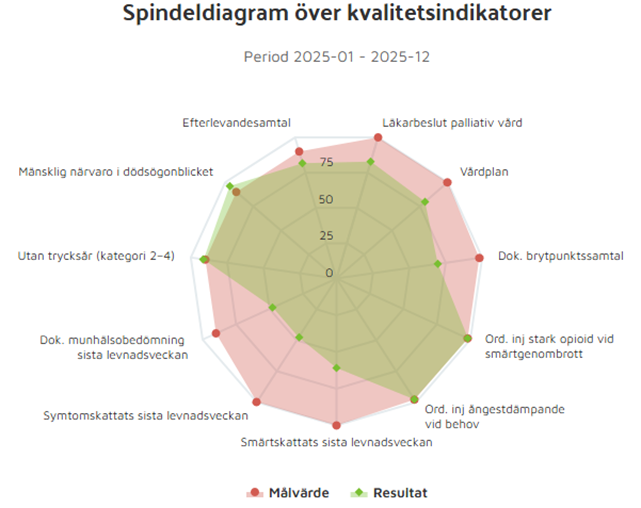 Spindeldiagram över kvalitetsindikatorer
Period 2025-01 - 2025-12
Efterlevandesamtal
Läkarbeslut palliativ vård
Mänsklig närvaro i dödsögonblicket
Vårdplan
Utan trycksår (kategori 2-4)
Dok. brytpunktssamtal
Dok. munhälsobedömning
sista levnadsveckan
Ord. inj stark opioid vid
smärtgenombrott
Symtomskattats sista levnadsveckan
Ord. inj ångestdämpande
vid behov
Smärtskattats sista levnadsveckan
75
50
25
0
Målvärde
Resultat